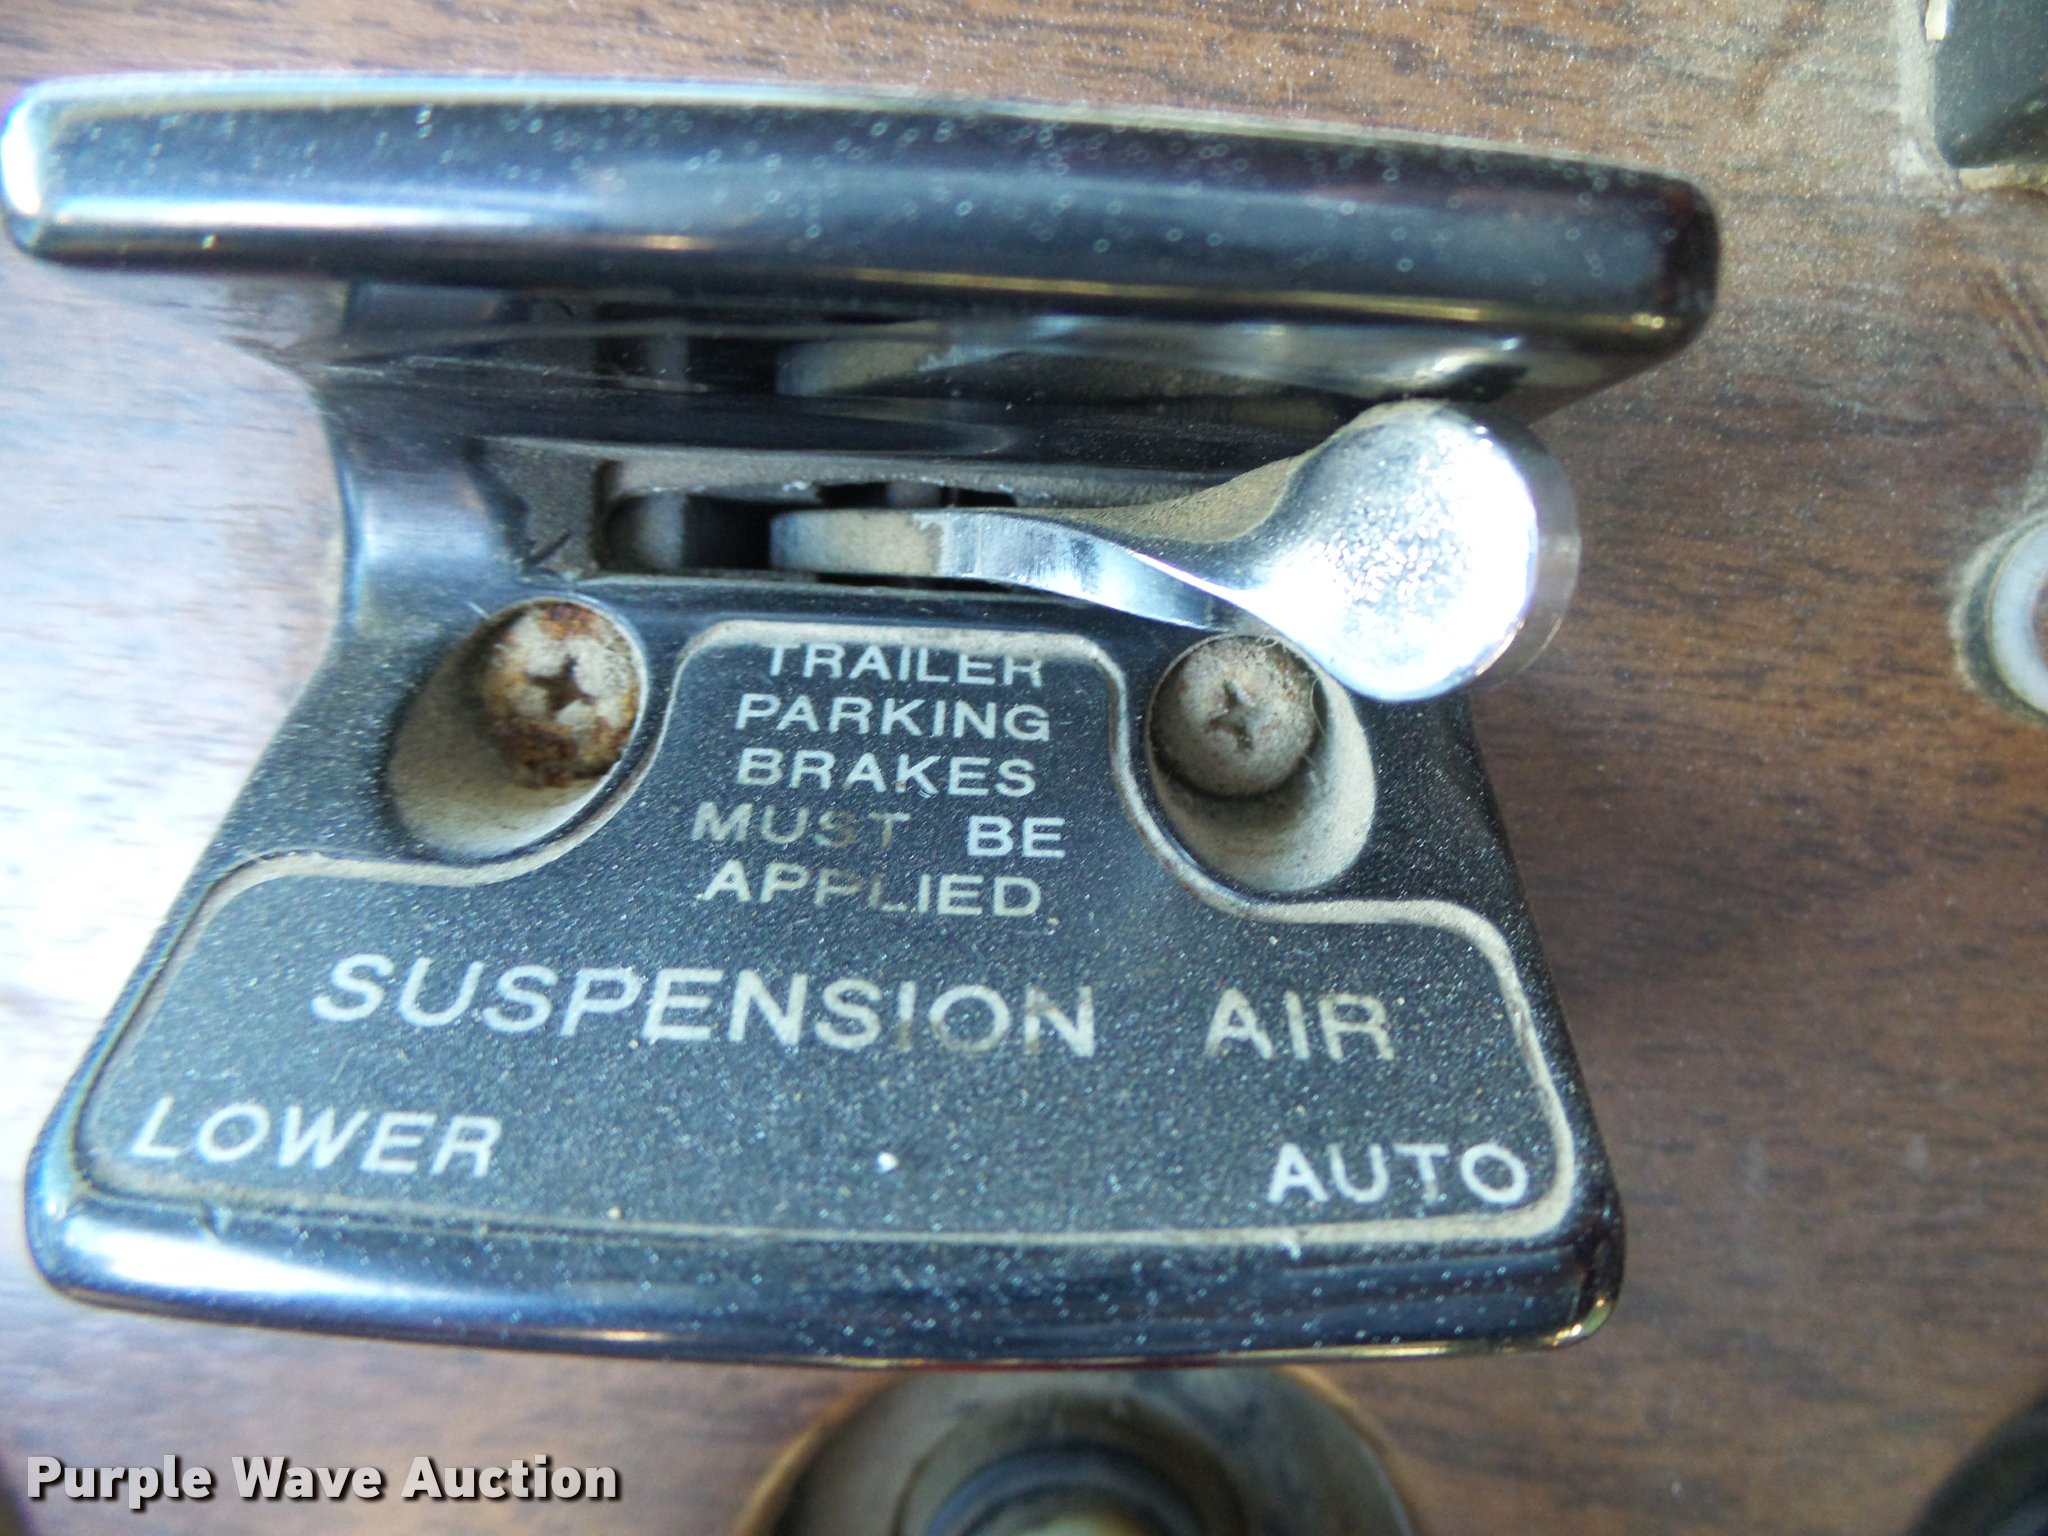 TRAILER
PARKING
BRAKES
MUST BE
APPLIED
SUSPENSION AIR
LOWER AUTO
Purple Wave Auction